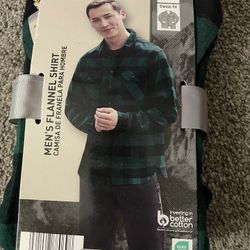 Classic Fit
MEN'S FLANNEL SHIRT
CAMISA DE FRANELA PARA HOMBRE
investing in
better
cotton